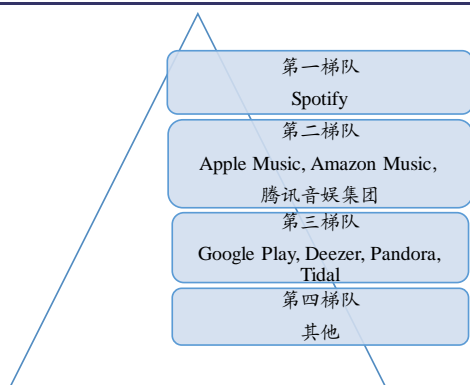 第一梯队
Spotify
第二梯队
Apple Music, Amazon Music,
腾讯音娱集团
第三梯队
Google Play, Deezer, Pandora,
Tidal
第四梯队
其他